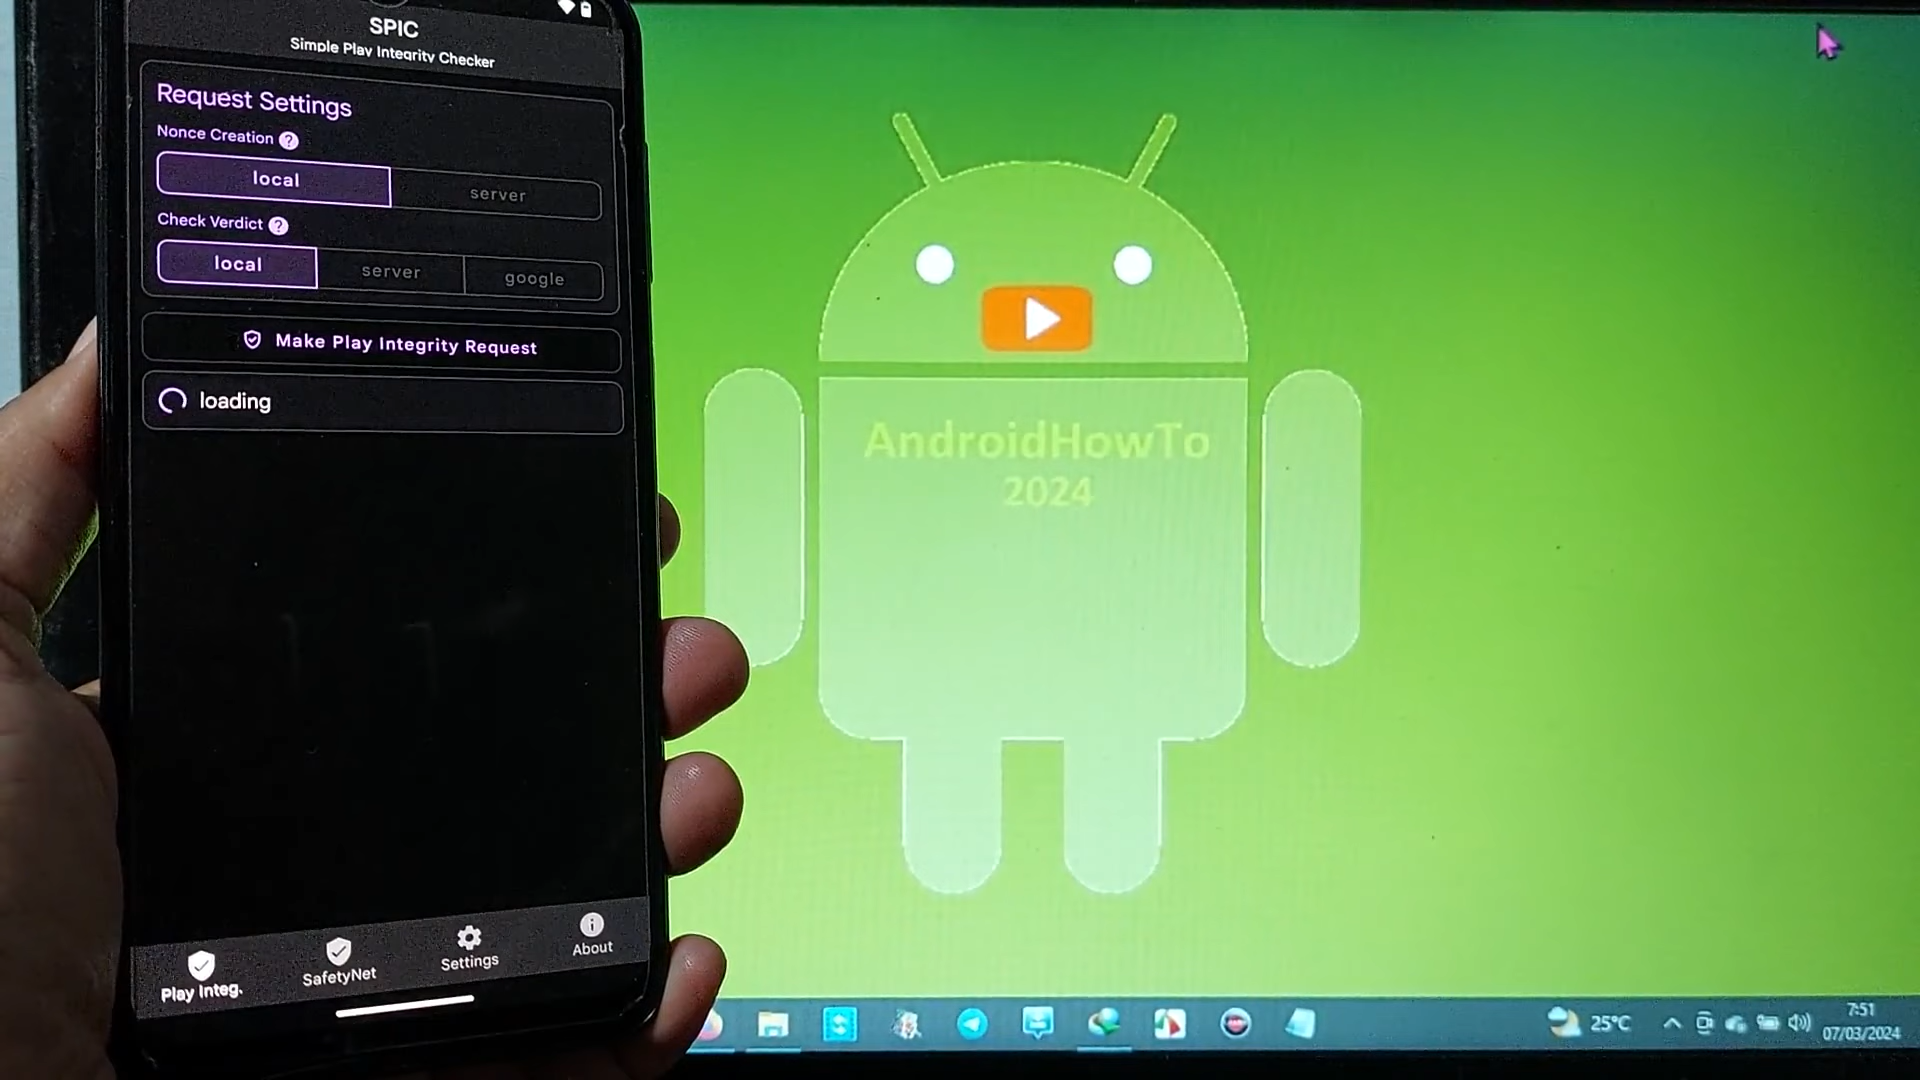 SPIC
Simple Play Integrity Checker
Request Settings
Nonce Creation ?
local
server
Check Verdict ?
local
server
google
Make Play Integrity Request
loading
Play Integ.
SafetyNet
Settings
About
AndroidHowTo
2024
25°C
7:51
07/03/2024